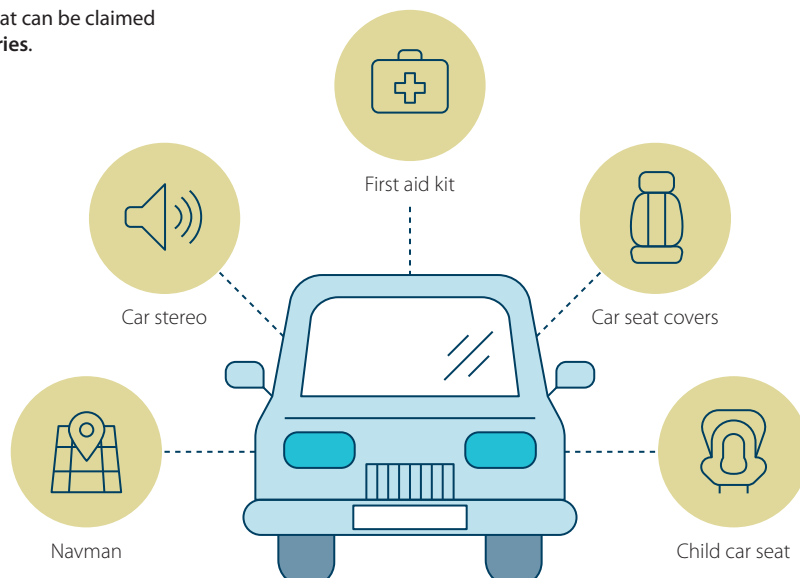 at can be claimed
ries.
First aid kit
Car stereo
Car seat covers
Navman
Child car seat